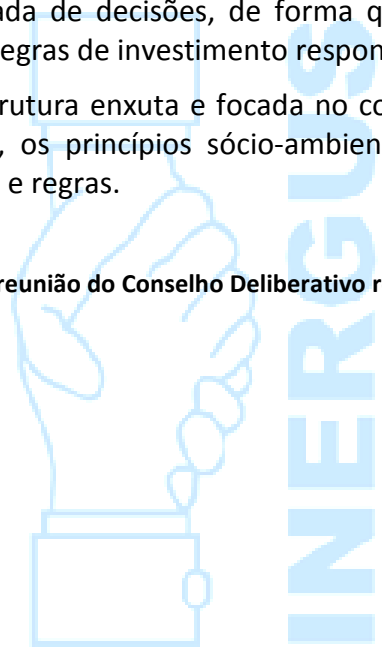 ada de decisões, de forma q
egras de investimento respon
rutura enxuta e focada no co
, os princípios sócio-ambien
e regras.
reunião do Conselho Deliberativo r
INERGUS